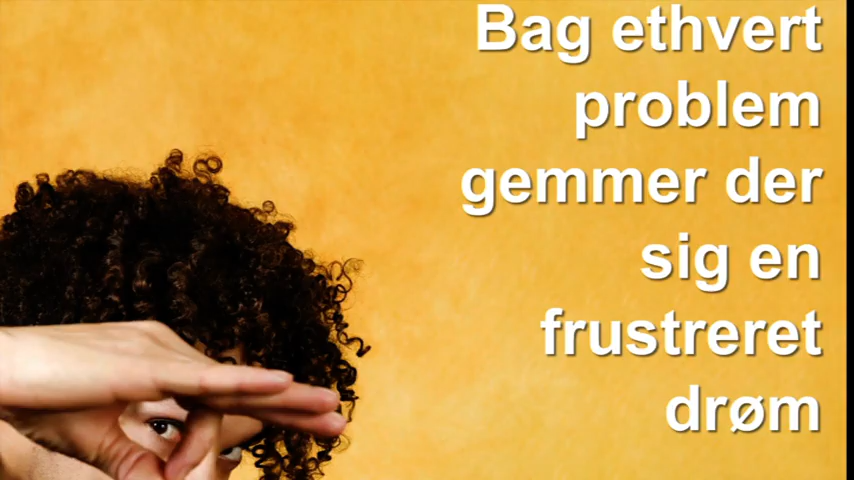 Bag ethvert
problem
gemmer der
sig en
frustreret
drøm